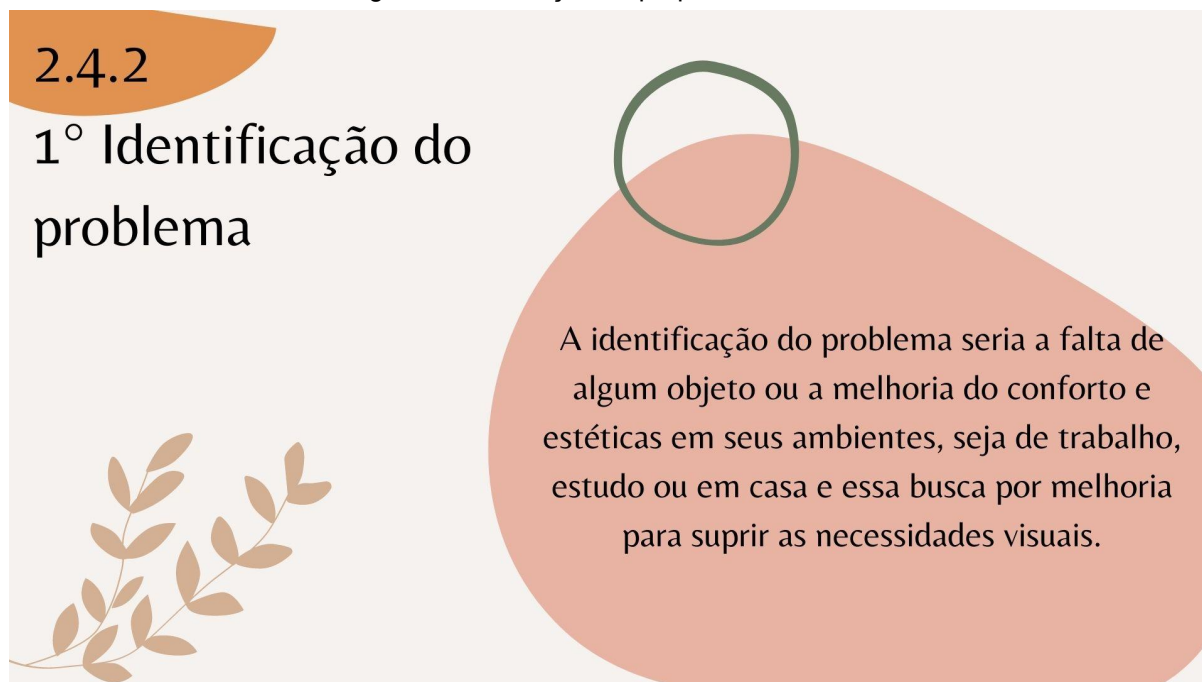 2.4.2
1° Identificação do
problema
A identificação do problema seria a falta de
algum objeto ou a melhoria do conforto e
estéticas em seus ambientes, seja de trabalho,
estudo ou em casa e essa busca por melhoria
para suprir as necessidades visuais.